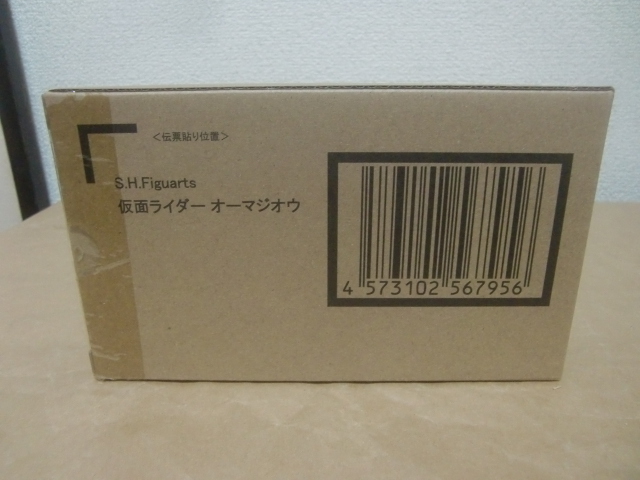 ＜伝票貼り位置＞
S.H.Figuarts
仮面ライダー オーマジオウ
4 573102 567956